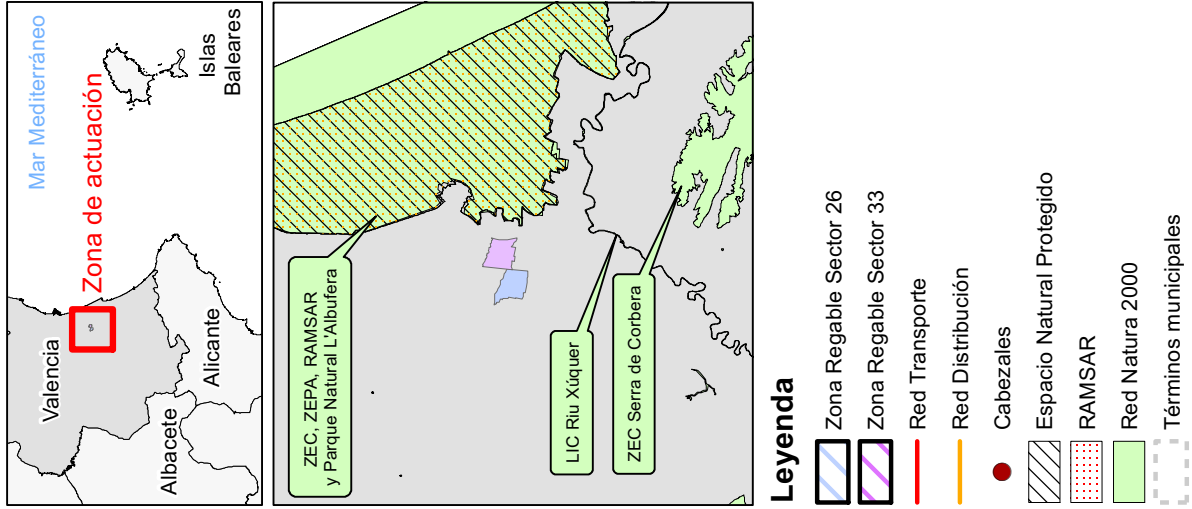 Mar Mediterráneo
Zona de actuación
Islas
Baleares
Valencia
Albacete
Alicante
ZEC, ZEPA, RAMSAR
y Parque Natural L'Albufera
LIC Riu Xúquer
ZEC Serra de Corbera
Leyenda
Zona Regable Sector 26
Zona Regable Sector 33
Red Transporte
Red Distribución
Cabezales
Espacio Natural Protegido
RAMSAR
Red Natura 2000
Términos municipales